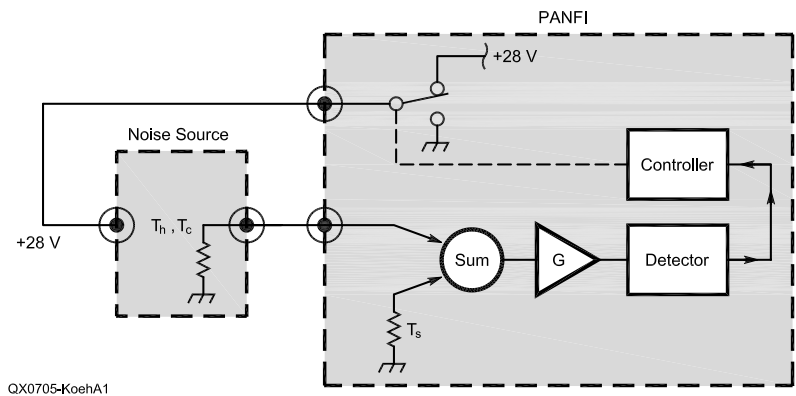 PANFI
+28 V
Noise Source
Controller
+28 V
Th , Tc
Sum
G
Detector
Ts
QX0705-KoehA1